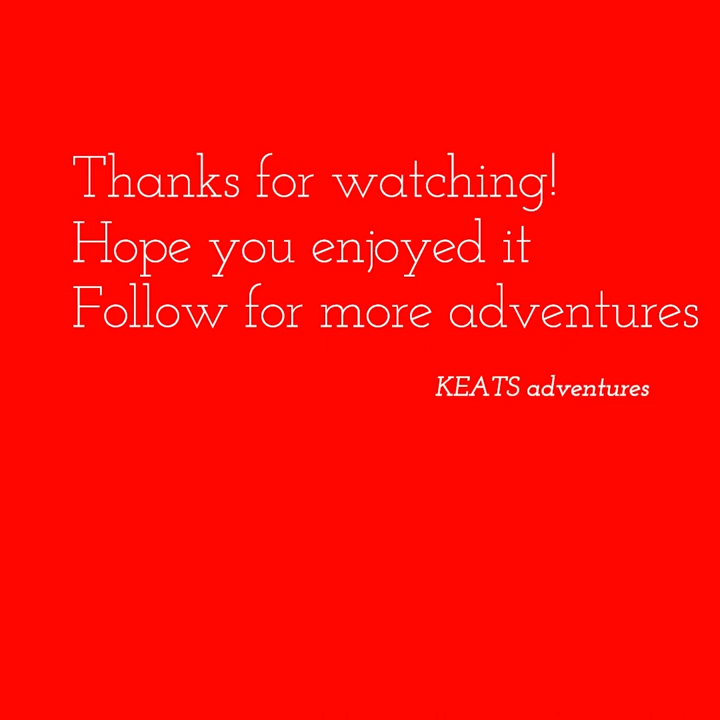 Thanks for watching!
Hope you enjoyed it
Follow for more adventures
KEATS adventures